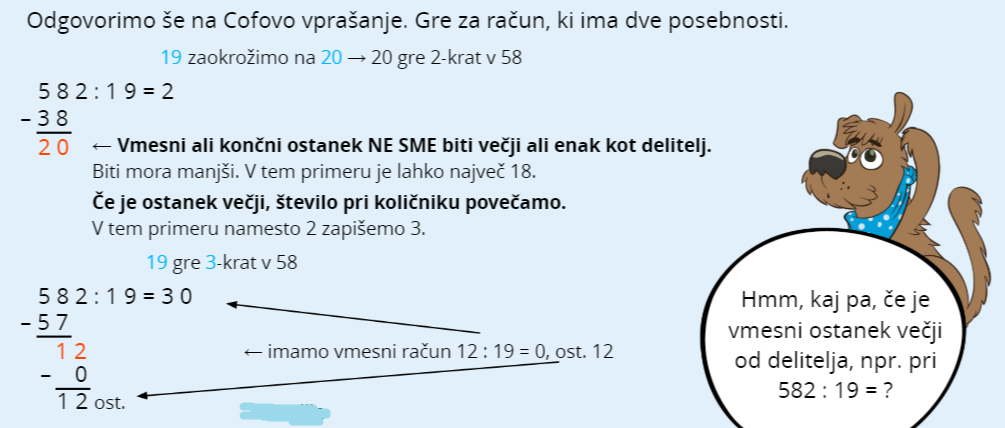 Odgovorimo še na Cofovo vprašanje. Gre za račun, ki ima dve posebnosti.
19 zaokrožimo na 20 → 20 gre 2-krat v 58
5 8 2 : 1 9 = 2
– 3 8
2 0 ← Vmesni ali končni ostanek NE SME biti večji ali enak kot delitelj.
Biti mora manjši. V tem primeru je lahko največ 18.
Če je ostanek večji, število pri količniku povečamo.
V tem primeru namesto 2 zapišemo 3.
19 gre 3-krat v 58
5 8 2 : 1 9 = 3 0
– 5 7
1 2 ← imamo vmesni račun 12 : 19 = 0, ost. 12
– 0
1 2 ost.
Hmm, kaj pa, če je
vmesni ostanek večji
od delitelja, npr. pri
582 : 19 = ?